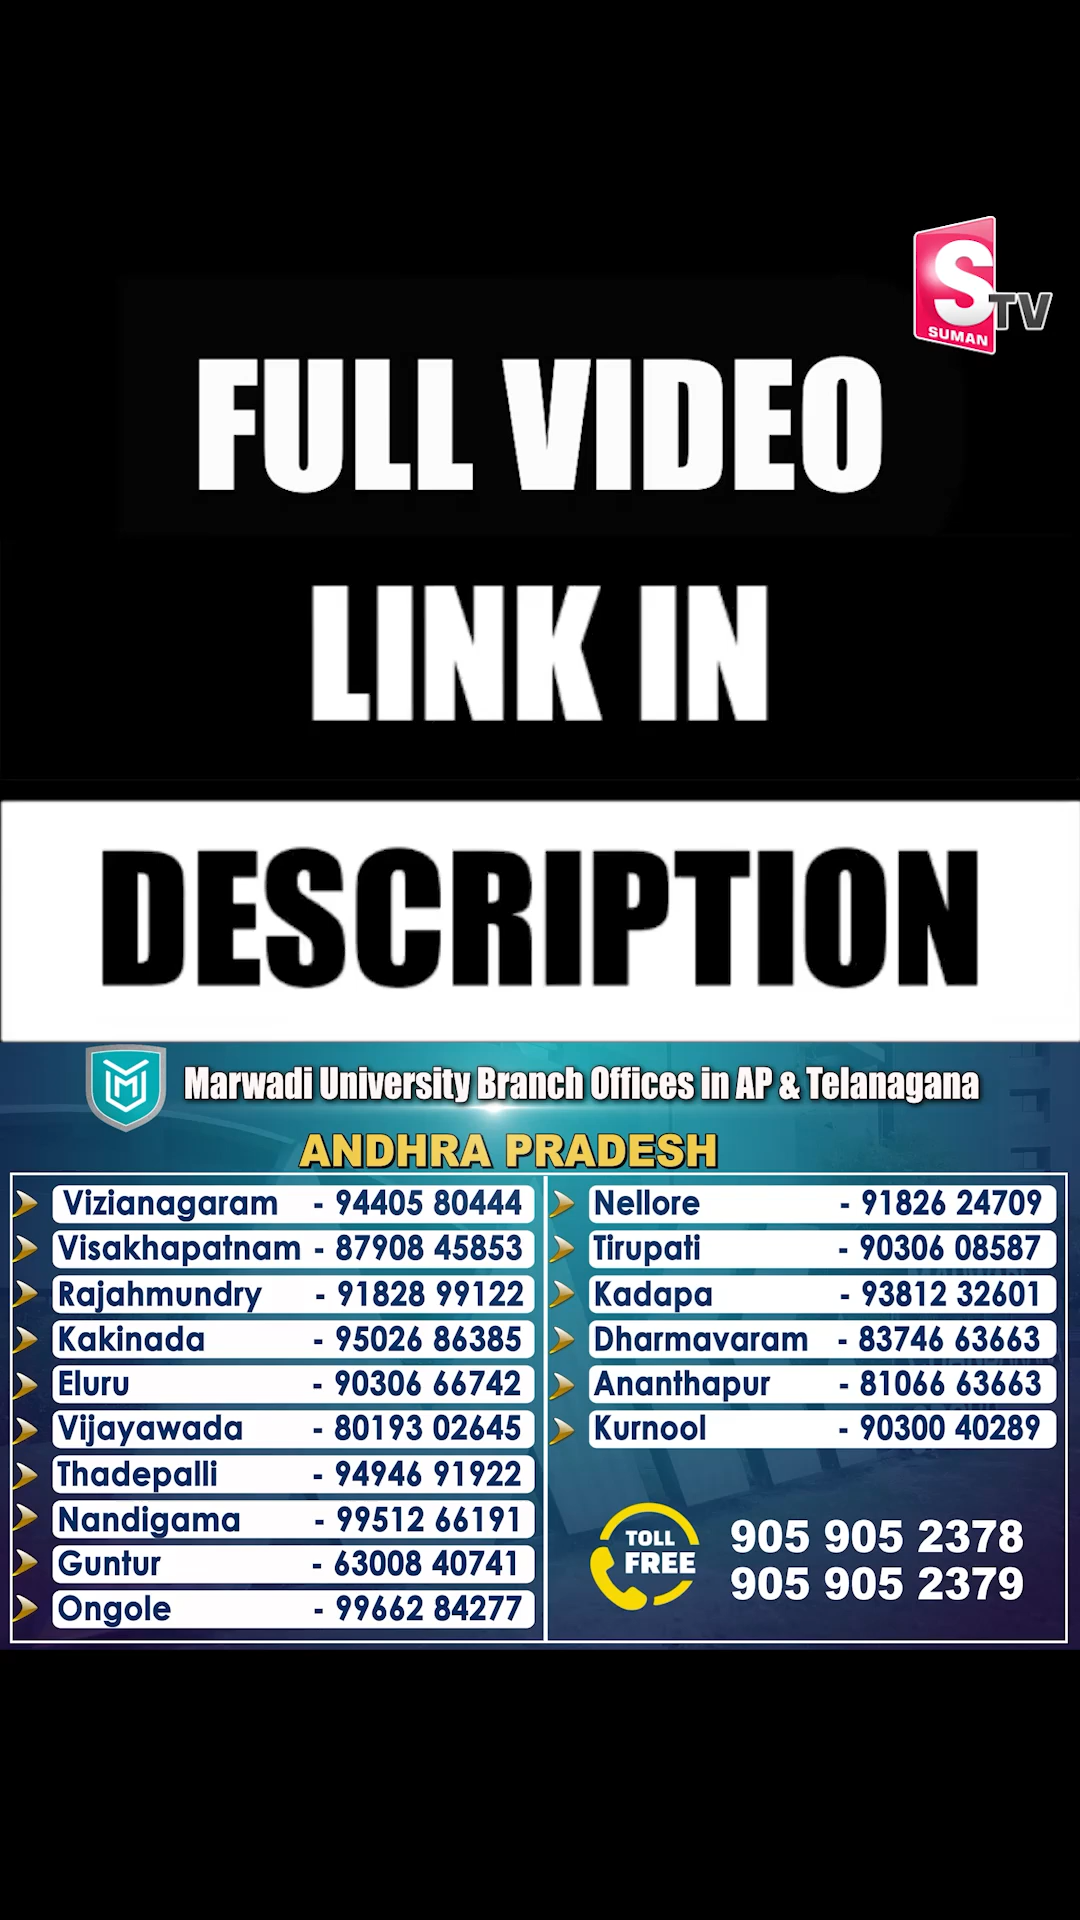 S TV
SUMAN
FULL VIDEO
LINK IN
DESCRIPTION
Marwadi University Branch Offices in AP & Telanagana
ANDHRA PRADESH
Vizianagaram - 94405 80444
Visakhapatnam - 87908 45853
Rajahmundry - 91828 99122
Kakinada - 95026 86385
Eluru - 90306 66742
Vijayawada - 80193 02645
Thadepalli - 94946 91922
Nandigama - 99512 66191
Guntur - 63008 40741
Ongole - 99662 84277
Nellore - 91826 24709
Tirupati - 90306 08587
Kadapa - 93812 32601
Dharmavaram - 83746 63663
Ananthapur - 81066 63663
Kurnool - 90300 40289
TOLL
FREE
905 905 2378
905 905 2379